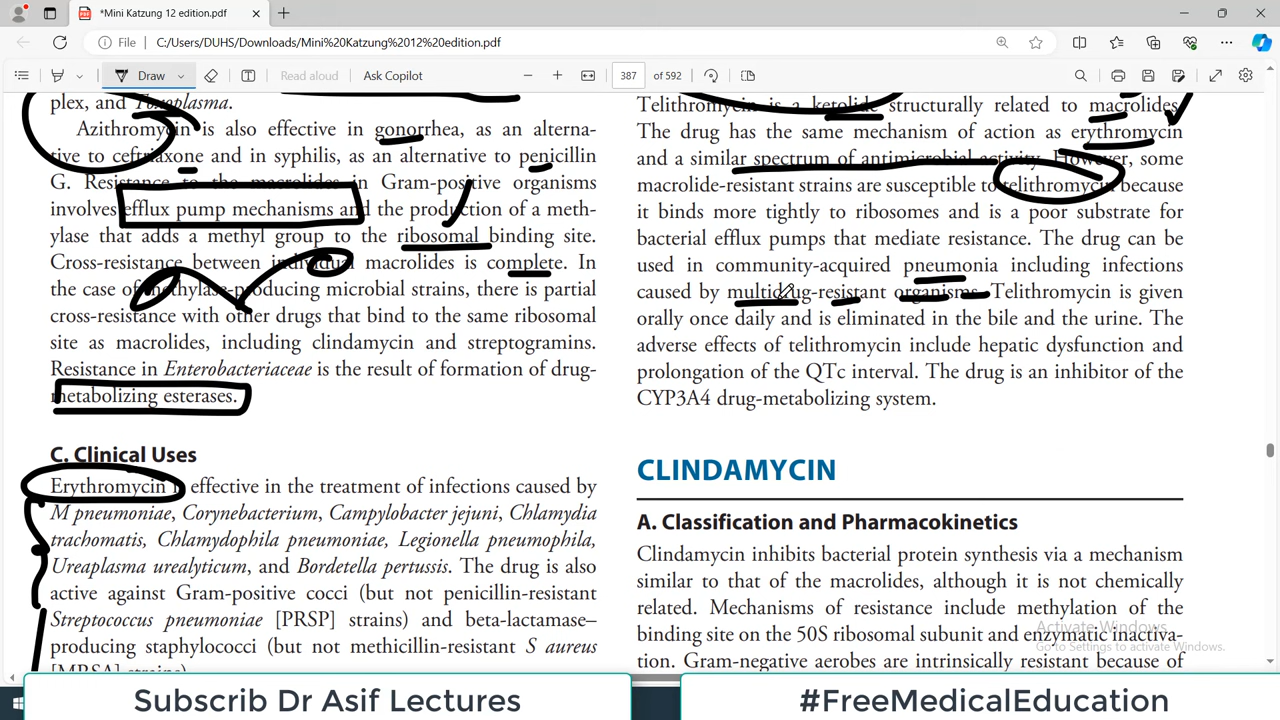 *Mini Katzung 12 edition.pdf
File
C:/Users/DUHS/Downloads/Mini%20Katzung%2012%20edition.pdf
Draw
Read aloud
Ask Copilot
387 of 592
plex, and Toxoplasma.
Azithromycin is also effective in gonorrhea, as an alterna-
tive to ceftriaxone and in syphilis, as an alternative to penicillin
G. Resistance to the macrolides in Gram-positive organisms
involves efflux pump mechanisms and the production of a meth-
ylase that adds a methyl group to the ribosomal binding site.
Cross-resistance between individual macrolides is complete. In
the case of methylase-producing microbial strains, there is partial
cross-resistance with other drugs that bind to the same ribosomal
site as macrolides, including clindamycin and streptogramins.
Resistance in Enterobacteriaceae is the result of formation of drug-
metabolizing esterases.
C. Clinical Uses
Erythromycin is effective in the treatment of infections caused by
M pneumoniae, Corynebacterium, Campylobacter jejuni, Chlamydia
trachomatis, Chlamydophila pneumoniae, Legionella pneumophila,
Ureaplasma urealyticum, and Bordetella pertussis. The drug is also
active against Gram-positive cocci (but not penicillin-resistant
Streptococcus pneumoniae [PRSP] strains) and beta-lactamase–
producing staphylococci (but not methicillin-resistant S aureus
[MRSA] strains).
Telithromycin is a ketolide structurally related to macrolides.
The drug has the same mechanism of action as erythromycin
and a similar spectrum of antimicrobial activity. However, some
macrolide-resistant strains are susceptible to telithromycin because
it binds more tightly to ribosomes and is a poor substrate for
bacterial efflux pumps that mediate resistance. The drug can be
used in community-acquired pneumonia including infections
caused by multidrug-resistant organisms. Telithromycin is given
orally once daily and is eliminated in the bile and the urine. The
adverse effects of telithromycin include hepatic dysfunction and
prolongation of the QTc interval. The drug is an inhibitor of the
CYP3A4 drug-metabolizing system.
CLINDAMYCIN
A. Classification and Pharmacokinetics
Clindamycin inhibits bacterial protein synthesis via a mechanism
similar to that of the macrolides, although it is not chemically
related. Mechanisms of resistance include methylation of the
binding site on the 50S ribosomal subunit and enzymatic inactiva-
tion. Gram-negative aerobes are intrinsically resistant because of
Activate Windows
Go to Settings to activate Windows.
Subscrib Dr Asif Lectures
#FreeMedicalEducation